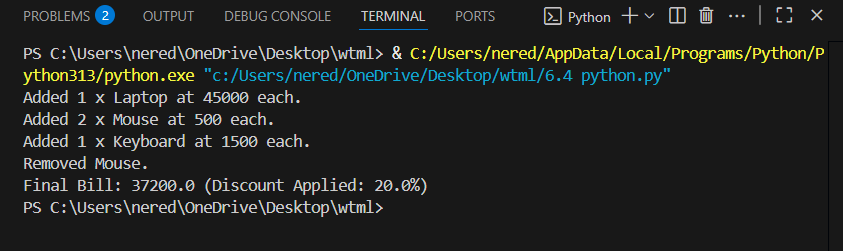 PROBLEMS 2 OUTPUT DEBUG CONSOLE TERMINAL PORTS Python
PS C:\Users\nered\OneDrive\Desktop\wtml> & C:/Users/nered/AppData/Local/Programs/Python/P
ython313/python.exe "c:/Users/nered/OneDrive/Desktop/wtml/6.4 python.py"
Added 1 x Laptop at 45000 each.
Added 2 x Mouse at 500 each.
Added 1 x Keyboard at 1500 each.
Removed Mouse.
Final Bill: 37200.0 (Discount Applied: 20.0%)
PS C:\Users\nered\OneDrive\Desktop\wtml>